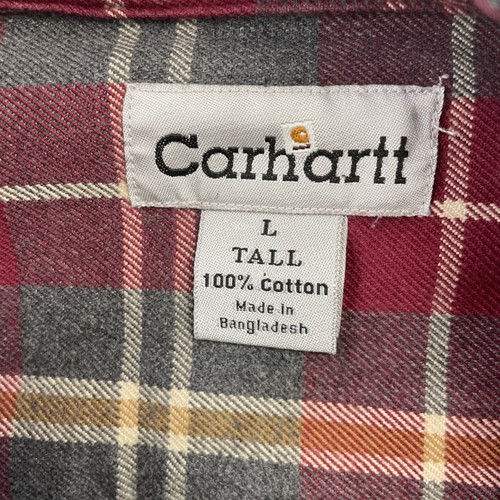 Carhartt
L
TALL
100% cotton
Made in
Bangladesh